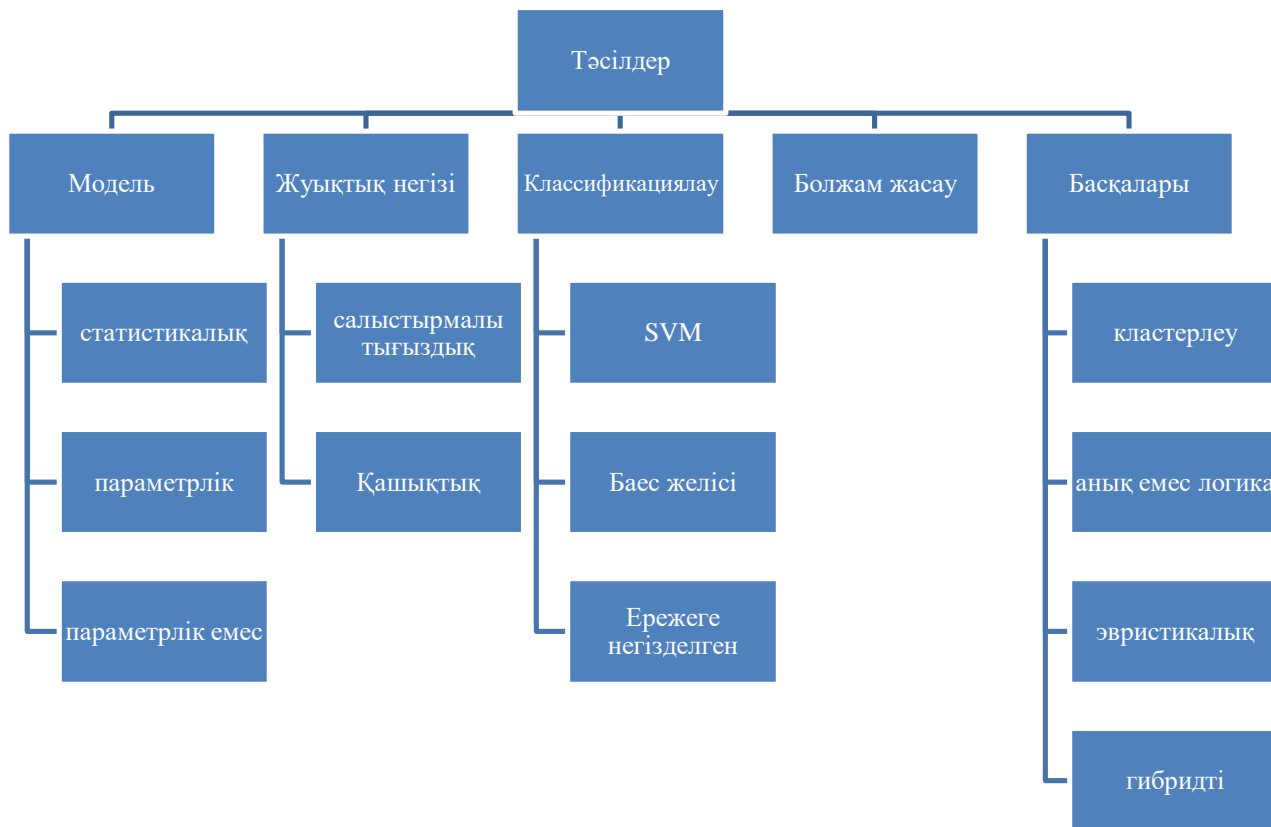 Тәсілдер
Модель
Жуықтық негізі
Классификациялау
Болжам жасау
Басқалары
статистикалық
салыстырмалы
тығыздық
SVM
кластерлеу
параметрлік
Қашықтық
Баес желісі
анық емес логика
параметрлік емес
Ережеге
негізделген
эвристикалық
гибридті